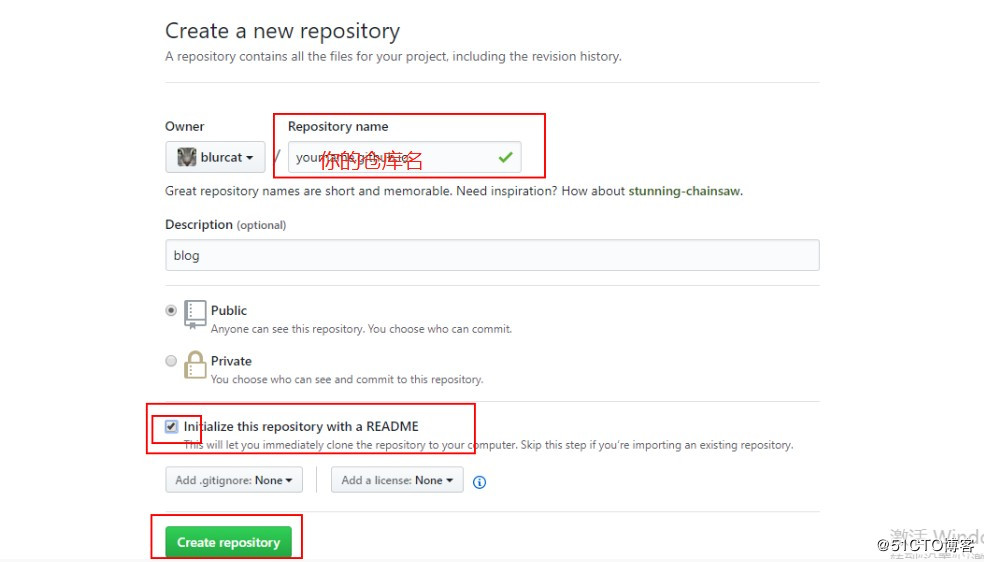 Create a new repository
A repository contains all the files for your project, including the revision history.
Owner
Repository name
blurcat
/
你的仓库名
Great repository names are short and memorable. Need inspiration? How about stunning-chainsaw.
Description (optional)
blog
Public
Anyone can see this repository. You choose who can commit.
Private
You choose who can see and commit to this repository.
Initialize this repository with a README
This will let you immediately clone the repository to your computer. Skip this step if you’re importing an existing repository.
Add .gitignore: None
Add a license: None
Create repository
激活 Windo
@51CTO博客